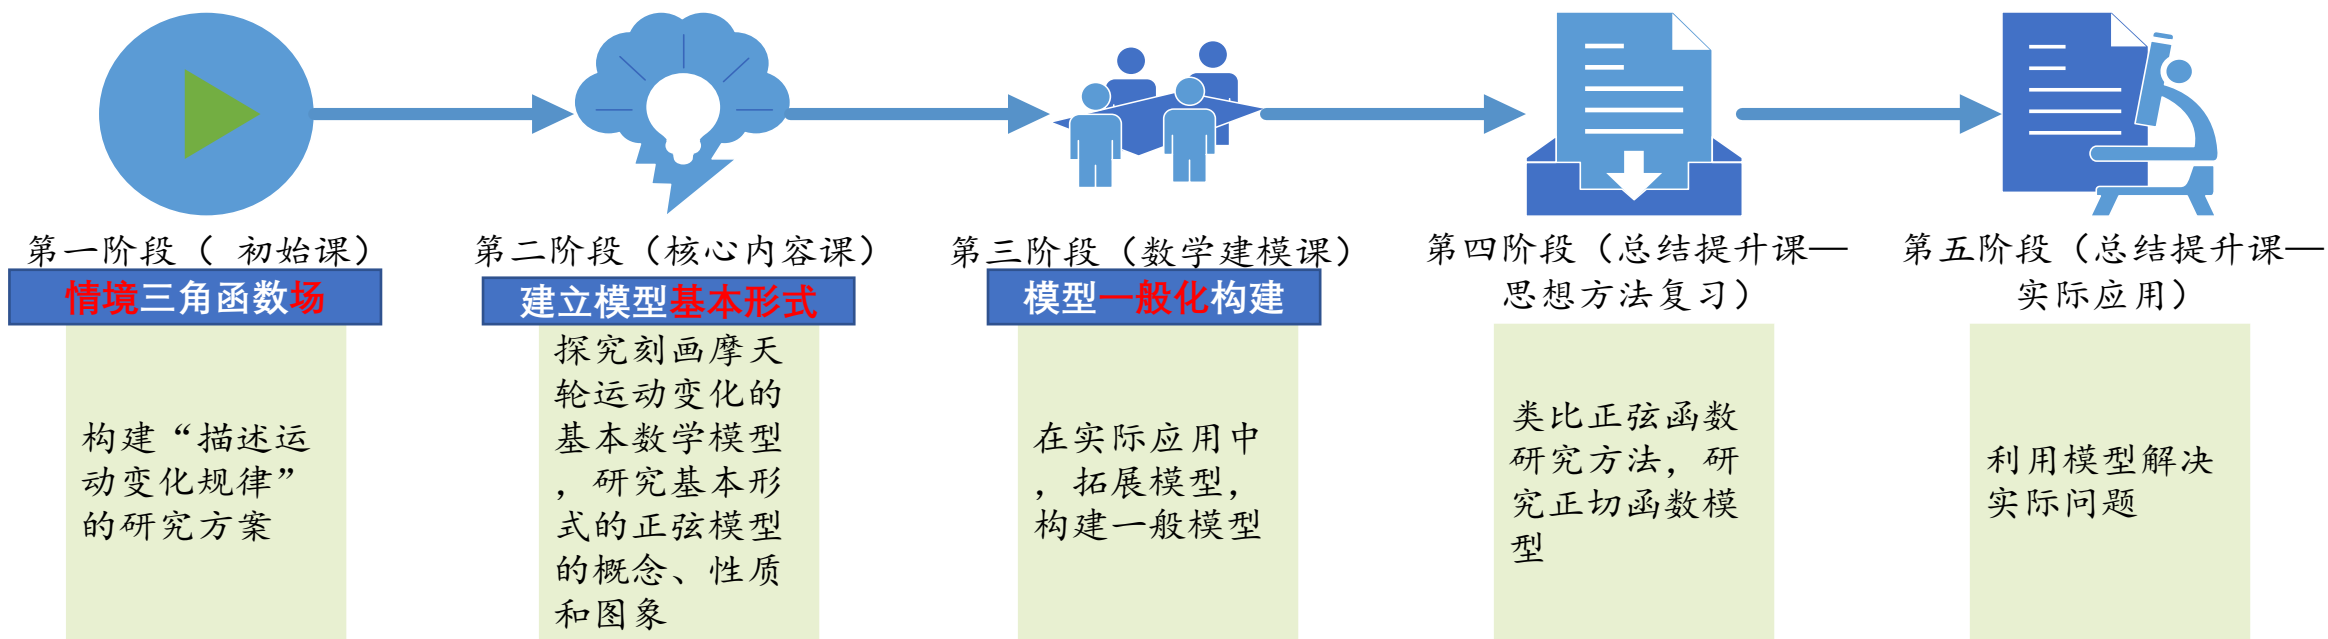 第一阶段（ 初始课）
情境三角函数场
构建“描述运
动变化规律”
的研究方案
第二阶段（核心内容课）
建立模型基本形式
探究刻画摩天
轮运动变化的
基本数学模型
，研究基本形
式的正弦模型
的概念、性质
和图象
第三阶段（数学建模课）
模型一般化构建
在实际应用中
，拓展模型，
构建一般模型
第四阶段（总结提升课—
思想方法复习）
类比正弦函数
研究方法，研
究正切函数模
型
第五阶段（总结提升课—
实际应用）
利用模型解决
实际问题